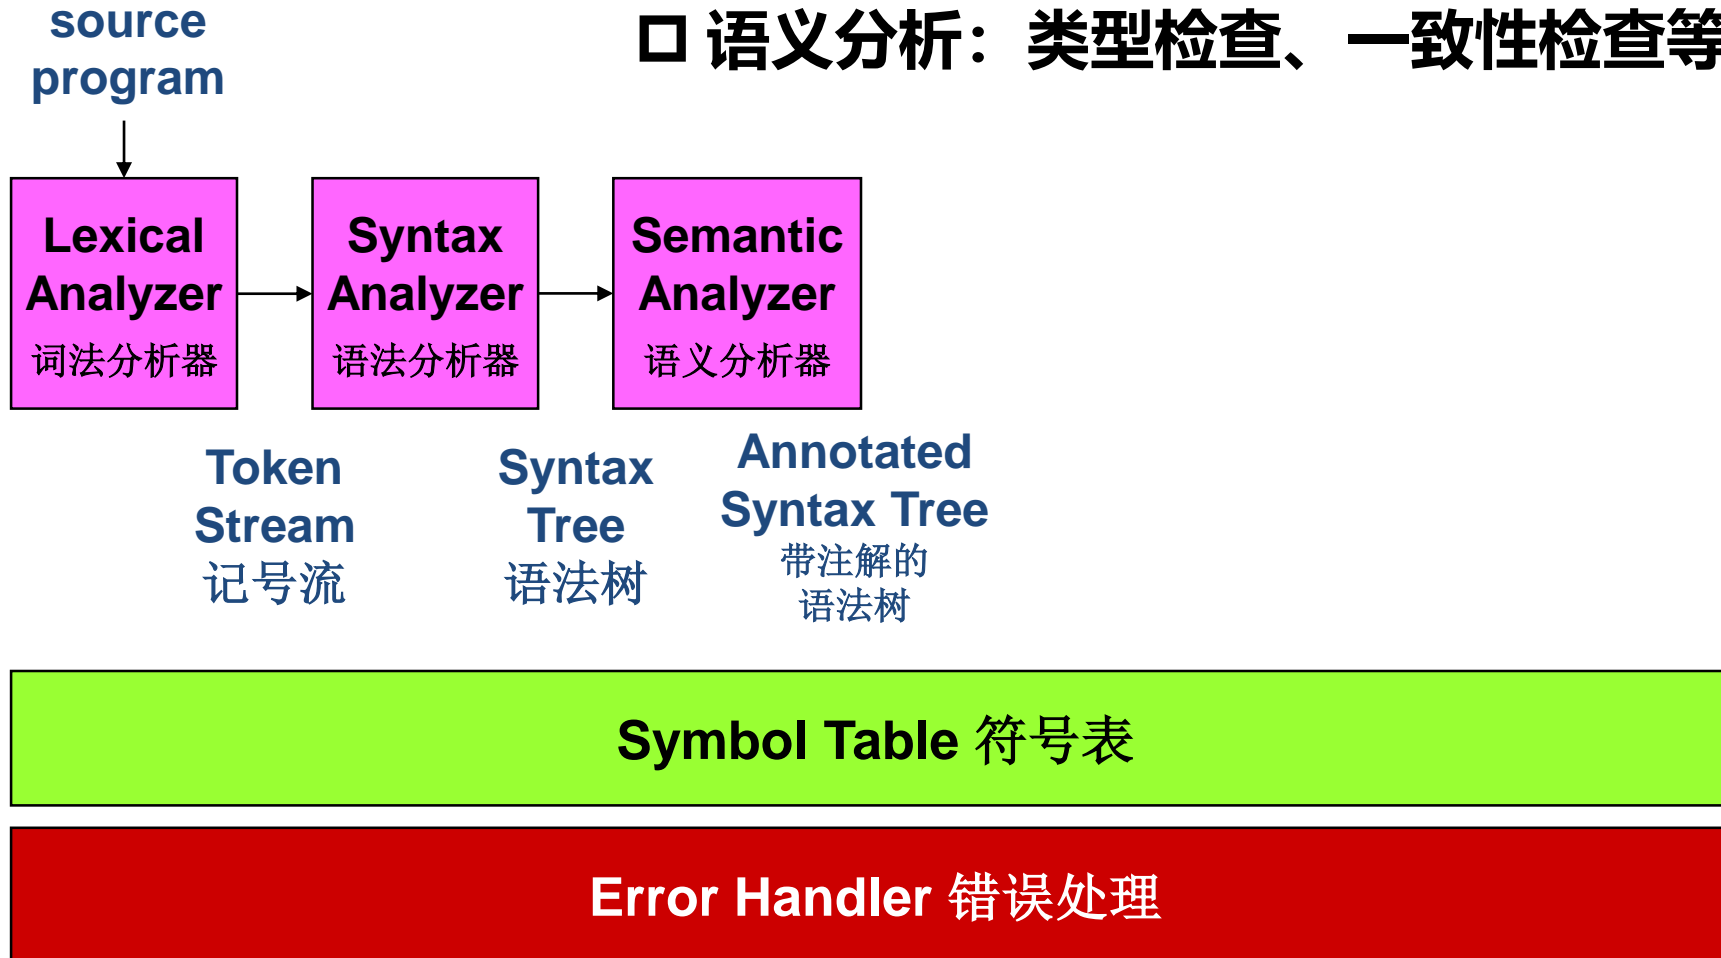 source
program
语义分析：类型检查、一致性检查等
Lexical
Analyzer
词法分析器
Syntax
Analyzer
语法分析器
Semantic
Analyzer
语义分析器
Token
Stream
记号流
Syntax
Tree
语法树
Annotated
Syntax Tree
带注解的
语法树
Symbol Table 符号表
Error Handler 错误处理